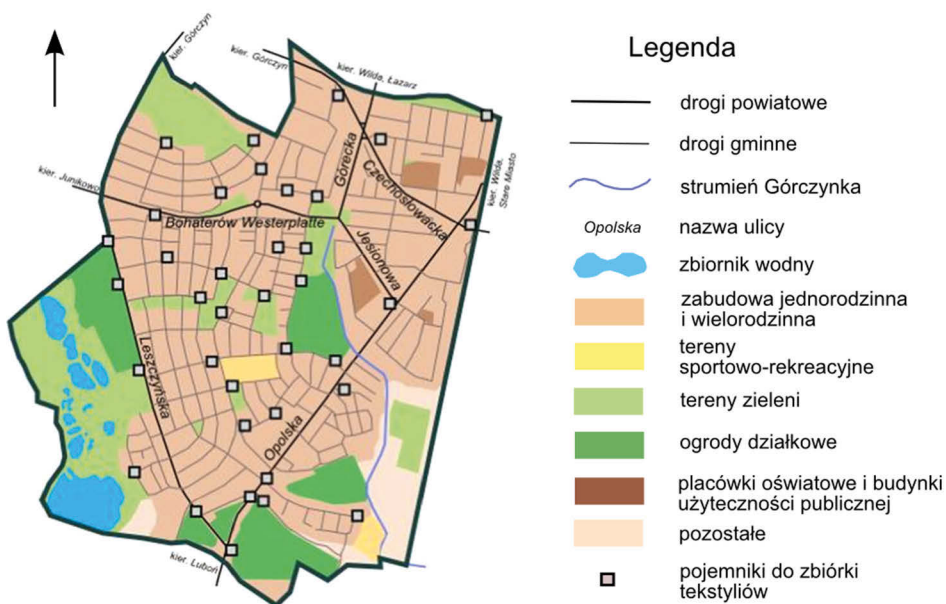 kier. Górczyn
kier. Górczyn
kier. Wilda, Łazarz
kier. Junikowo
Górecka
Czechosłowacka
kier. Wilda,
Stare Miasto
Bohaterów Westerplatte
Jesionowa
Leszczyńska
Opolska
kier. Luboń
Legenda
drogi powiatowe
drogi gminne
strumień Górczynka
Opolska
nazwa ulicy
zbiornik wodny
zabudowa jednorodzinna
i wielorodzinna
tereny
sportowo-rekreacyjne
tereny zieleni
ogrody działkowe
placówki oświatowe i budynki
użyteczności publicznej
pozostałe
pojemniki do zbiórki
tekstyliów